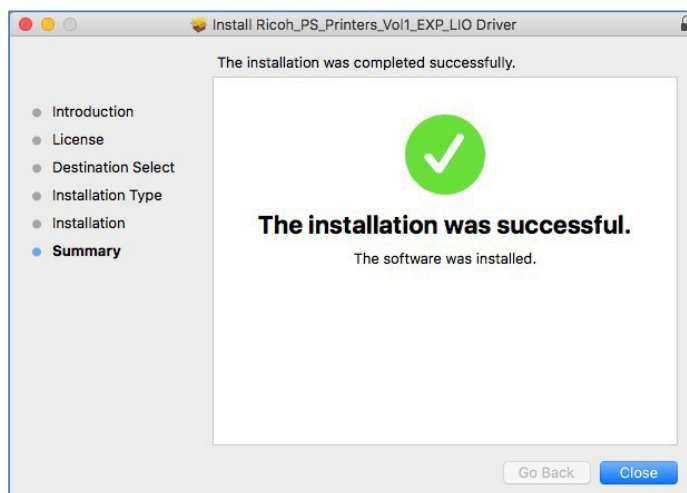 Install Ricoh_PS_Printers_Vol1_EXP_LIO Driver
The installation was completed successfully.
Introduction
License
Destination Select
Installation Type
Installation
Summary
The installation was successful.
The software was installed.
Go Back
Close